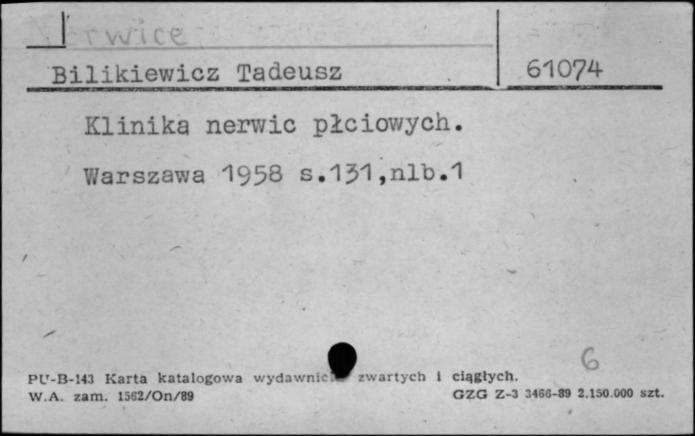 Nerwice
Bilikiewicz Tadeusz 61074
Klinika nerwic płciowych.
Warszawa 1958 s.131,nlb.1
6
PU-B-143 Karta katalogowa wydawnic zwartych i ciągłych.
W.A. zam. 1562/On/89 GZG Z-3 3466-89 2.150.000 szt.